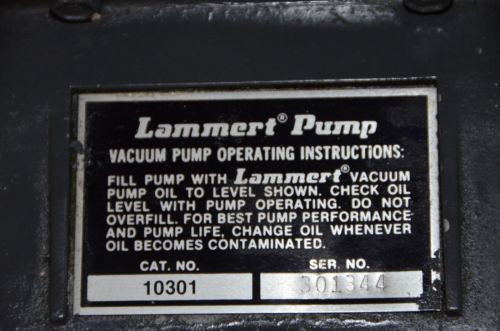 Lammert® Pump
VACUUM PUMP OPERATING INSTRUCTIONS:
FILL PUMP WITH Lammert® VACUUM
PUMP OIL TO LEVEL SHOWN. CHECK OIL
LEVEL WITH PUMP OPERATING. DO NOT
OVERFILL. FOR BEST PUMP PERFORMANCE
AND PUMP LIFE, CHANGE OIL WHENEVER
OIL BECOMES CONTAMINATED.
CAT. NO. SER. NO.
10301 301344